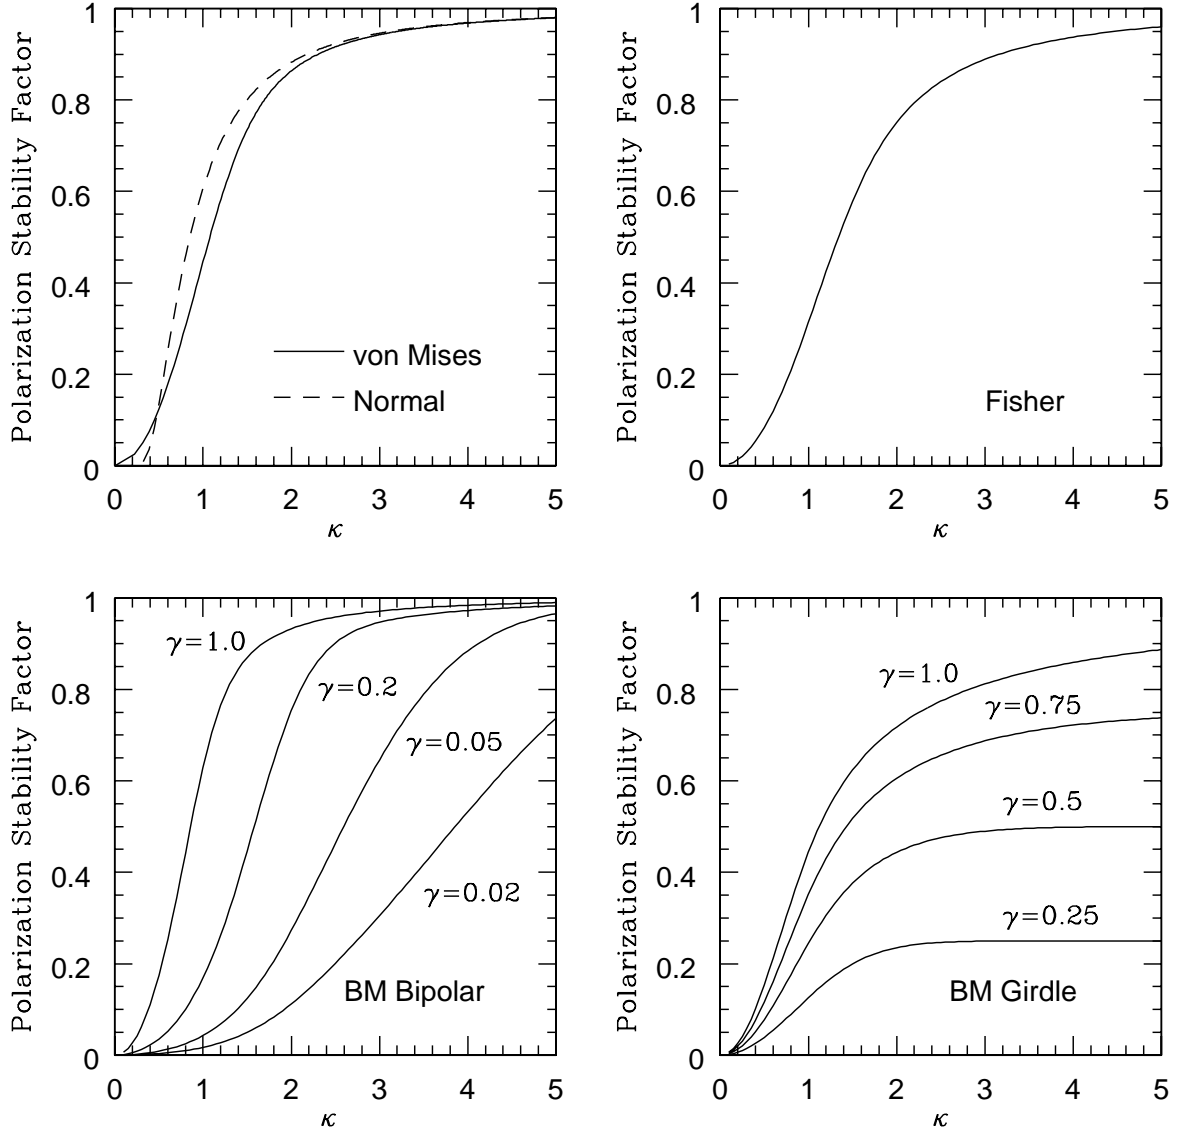 Polarization Stability Factor
1
0.8
0.6
0.4
0.2
0
von Mises
Normal
0 1 2 3 4 5
κ
Polarization Stability Factor
1
0.8
0.6
0.4
0.2
0
Fisher
0 1 2 3 4 5
κ
Polarization Stability Factor
1
0.8
0.6
0.4
0.2
0
γ=1.0
γ=0.2
γ=0.05
γ=0.02
BM Bipolar
0 1 2 3 4 5
κ
Polarization Stability Factor
1
0.8
0.6
0.4
0.2
0
γ=1.0
γ=0.75
γ=0.5
γ=0.25
BM Girdle
0 1 2 3 4 5
κ